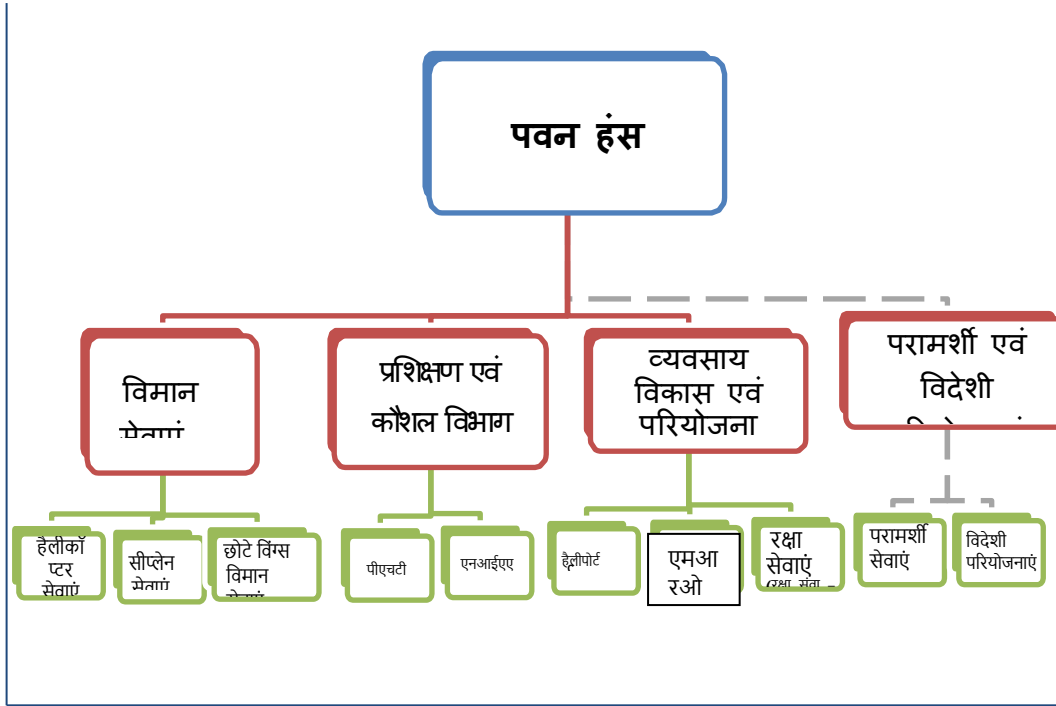 पवन हंस
विमान
सेवाएं
प्रशिक्षण एवं
कौशल विभाग
व्यवसाय
विकास एवं
परियोजना
परामर्शी एवं
विदेशी
हैलीकॉ
प्टर
सेवाएं
सीप्लेन
सेवाएं
छोटे विंग्स
विमान
सेवाएं
पीएचटी
एनआईएए
हैलीपोर्ट
एमआ
रओ
रक्षा
सेवाएं
परामर्शी
सेवाएं
विदेशी
परियोजनाएं